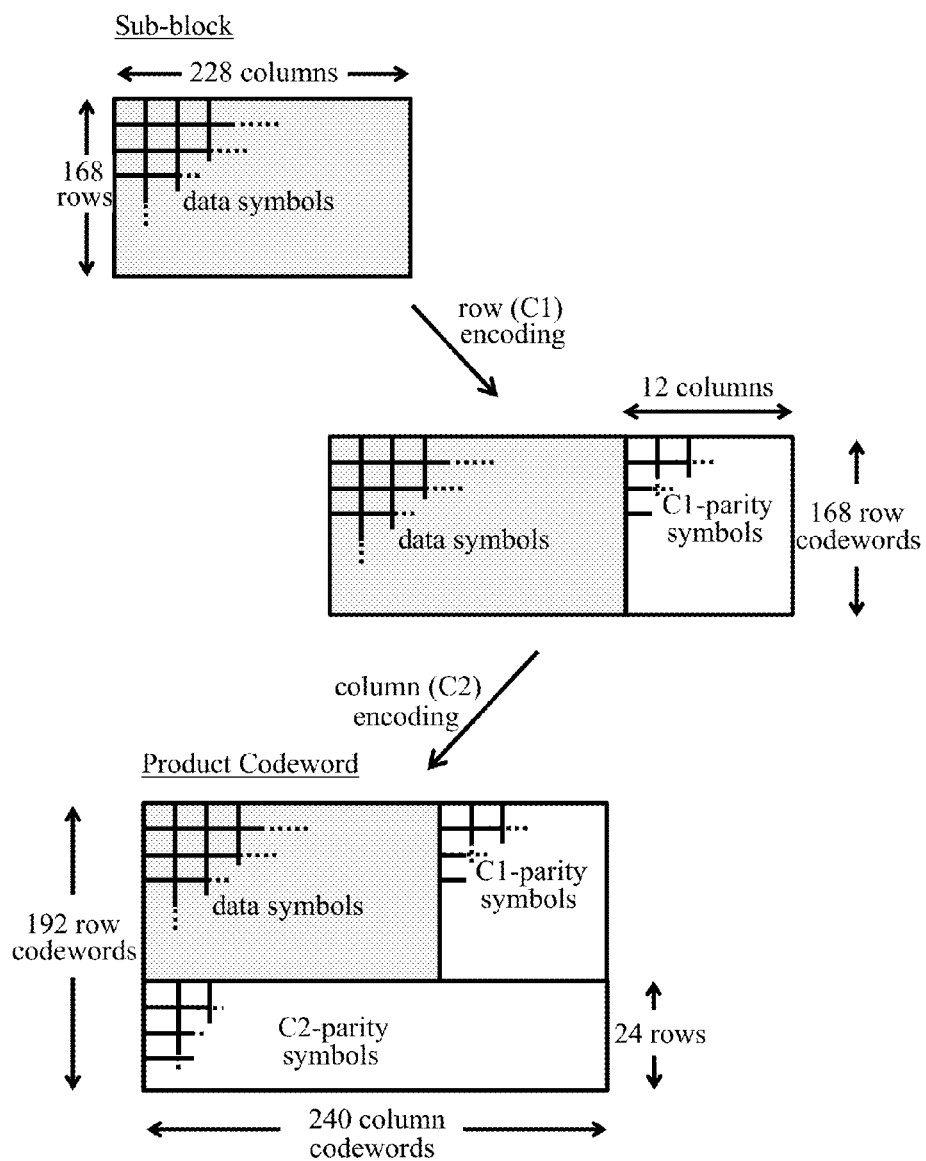 Sub-block
228 columns
168
rows
data symbols
row (C1)
encoding
12 columns
data symbols
C1-parity
symbols
168 row
codewords
column (C2)
encoding
Product Codeword
data symbols
C1-parity
symbols
192 row
codewords
C2-parity
symbols
24 rows
240 column
codewords